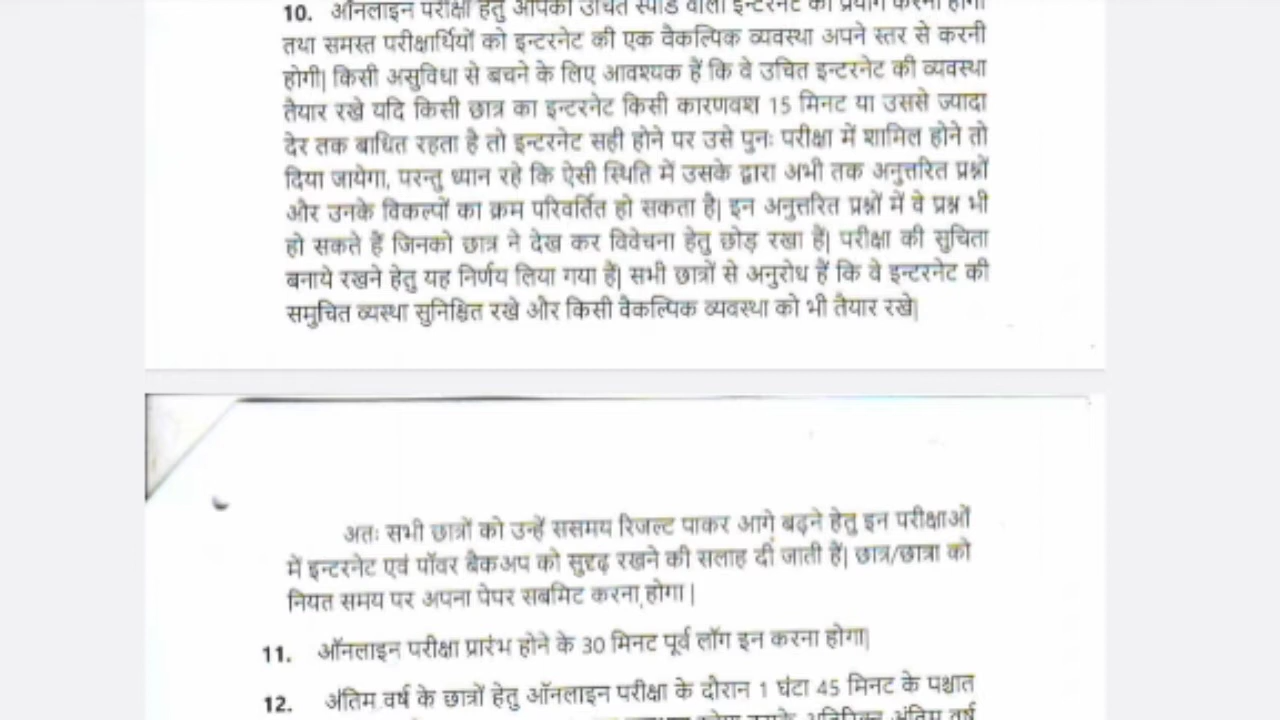 10. ऑनलाइन परीक्षा हेतु आपको उचित स्पीड वाला इन्टरनेट का प्रयोग करना होगा
तथा समस्त परीक्षार्थियों को इन्टरनेट की एक वैकल्पिक व्यवस्था अपने स्तर से करनी
होगी| किसी असुविधा से बचने के लिए आवश्यक हैं कि वे उचित इन्टरनेट की व्यवस्था
तैयार रखे यदि किसी छात्र का इन्टरनेट किसी कारणवश 15 मिनट या उससे ज्यादा
देर तक बाधित रहता है तो इन्टरनेट सही होने पर उसे पुनः परीक्षा में शामिल होने तो
दिया जायेगा, परन्तु ध्यान रहे कि ऐसी स्थिति में उसके द्वारा अभी तक अनुत्तरित प्रश्नों
और उनके विकल्पों का क्रम परिवर्तित हो सकता है| इन अनुत्तरित प्रश्नों में वे प्रश्न भी
हो सकते हैं जिनको छात्र ने देख कर विवेचना हेतु छोड़ रखा हैं| परीक्षा की सुचिता
बनाये रखने हेतु यह निर्णय लिया गया हैं| सभी छात्रों से अनुरोध हैं कि वे इन्टरनेट की
समुचित व्यस्था सुनिश्चित रखे और किसी वैकल्पिक व्यवस्था को भी तैयार रखे|
अतः सभी छात्रों को उन्हें ससमय रिजल्ट पाकर आगे बढ़ने हेतु इन परीक्षाओं
में इन्टरनेट एवं पॉवर बैकअप को सुदृढ़ रखने की सलाह दी जाती हैं| छात्र/छात्रा को
नियत समय पर अपना पेपर सबमिट करना होगा |
11. ऑनलाइन परीक्षा प्रारंभ होने के 30 मिनट पूर्व लॉग इन करना होगा|
12. अंतिम वर्ष के छात्रों हेतु ऑनलाइन परीक्षा के दौरान 1 घंटा 45 मिनट के पश्चात
अंतिम वर्ष